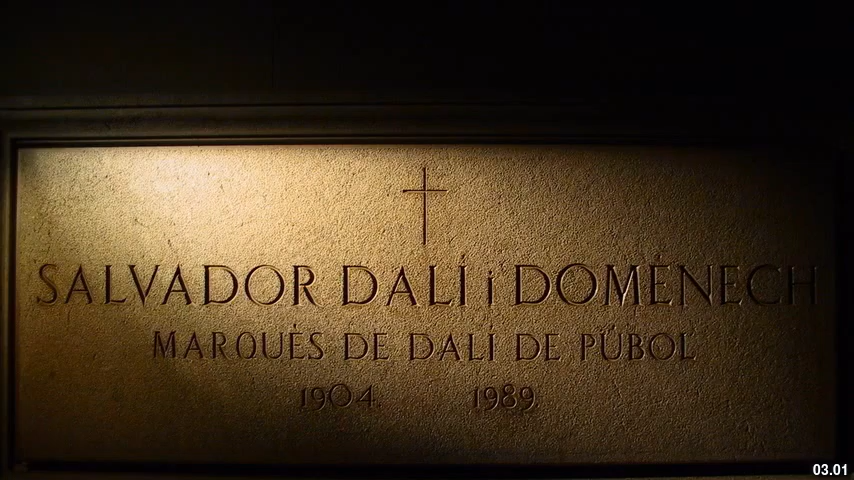 SALVADOR DALÍ i DOMÈNECH
MARQUÈS DE DALÍ DE PÚBOL
1904 1989
03.01